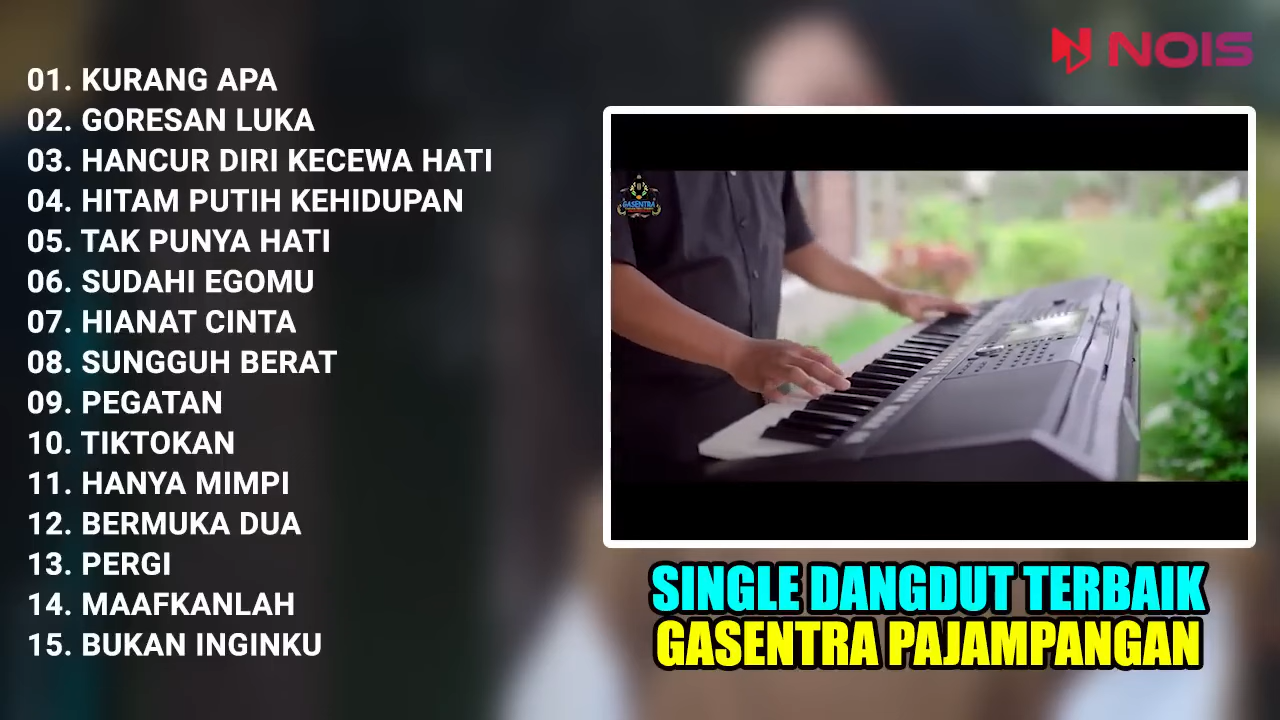 01. KURANG APA
02. GORESAN LUKA
03. HANCUR DIRI KECEWA HATI
04. HITAM PUTIH KEHIDUPAN
05. TAK PUNYA HATI
06. SUDAHI EGOMU
07. HIANAT CINTA
08. SUNGGUH BERAT
09. PEGATAN
10. TIKTOKAN
11. HANYA MIMPI
12. BERMUKA DUA
13. PERGI
14. MAAFKANLAH
15. BUKAN INGINKU
NOIS
GASENTRA
SINGLE DANGDUT TERBAIK
GASENTRA PAJAMPANGAN